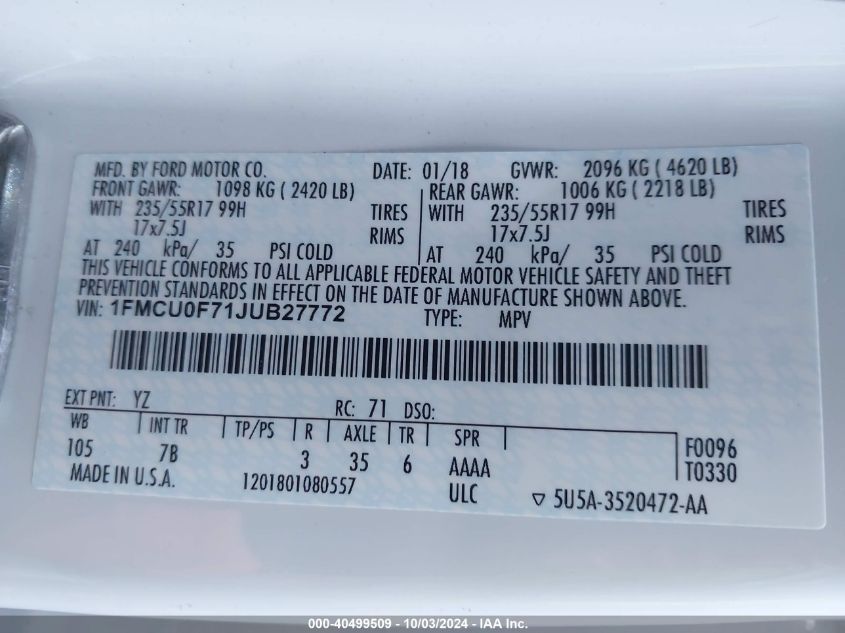 MFD. BY FORD MOTOR CO. DATE: 01/18 GVWR: 2096 KG ( 4620 LB)
FRONT GAWR: 1098 KG ( 2420 LB) REAR GAWR: 1006 KG ( 2218 LB)
WITH 235/55R17 99H TIRES WITH 235/55R17 99H TIRES
17x7.5J RIMS 17x7.5J RIMS
AT 240 kPa/ 35 PSI COLD AT 240 kPa/ 35 PSI COLD
THIS VEHICLE CONFORMS TO ALL APPLICABLE FEDERAL MOTOR VEHICLE SAFETY AND THEFT
PREVENTION STANDARDS IN EFFECT ON THE DATE OF MANUFACTURE SHOWN ABOVE.
VIN: 1FMCU0F71JUB27772 TYPE: MPV
EXT PNT: YZ RC: 71 DSO:
WB INT TR TP/PS R AXLE TR SPR F0096
105 7B 3 35 6 AAAA T0330
MADE IN U.S.A. 1201801080557 ULC ▽ 5U5A-3520472-AA
000-40499509 - 10/03/2024 - IAA Inc.